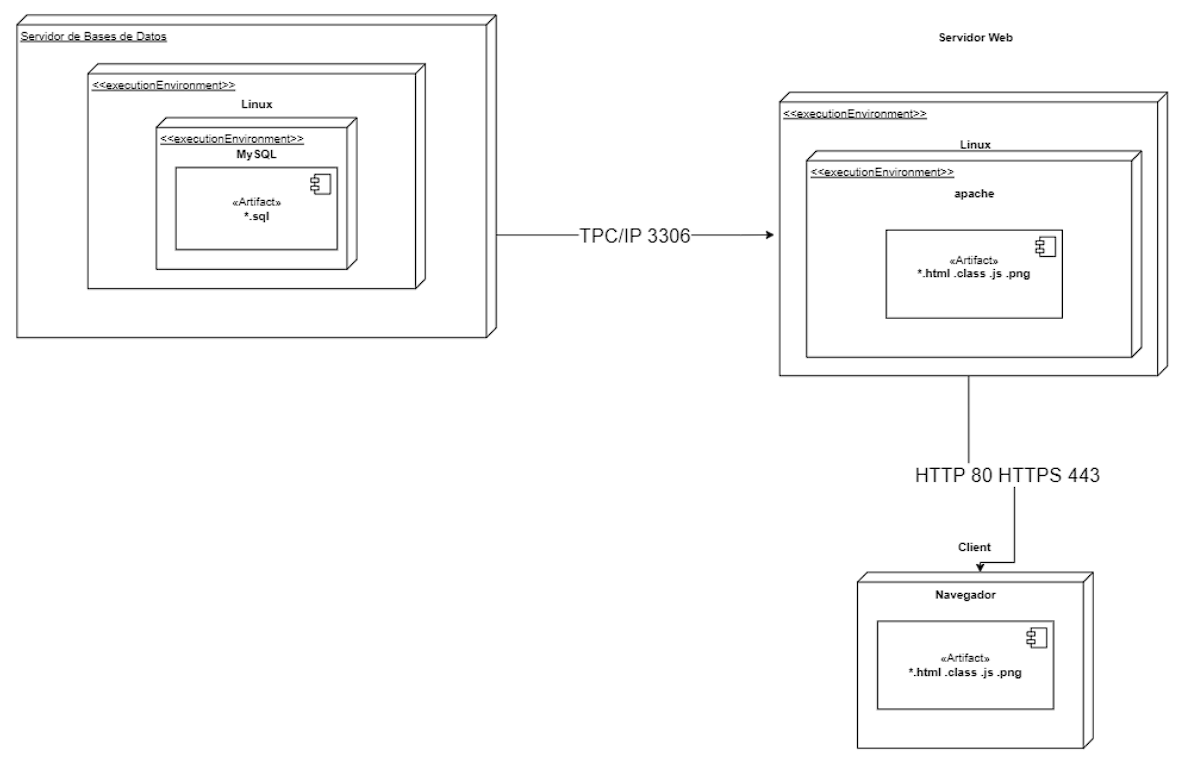 Servidor de Bases de Datos
<<executionEnvironment>>
Linux
<<executionEnvironment>>
MySQL
«Artifact»
*.sql
TPC/IP 3306
Servidor Web
<<executionEnvironment>>
Linux
<<executionEnvironment>>
apache
«Artifact»
*.html .class .js .png
HTTP 80 HTTPS 443
Client
Navegador
«Artifact»
*.html .class .js .png